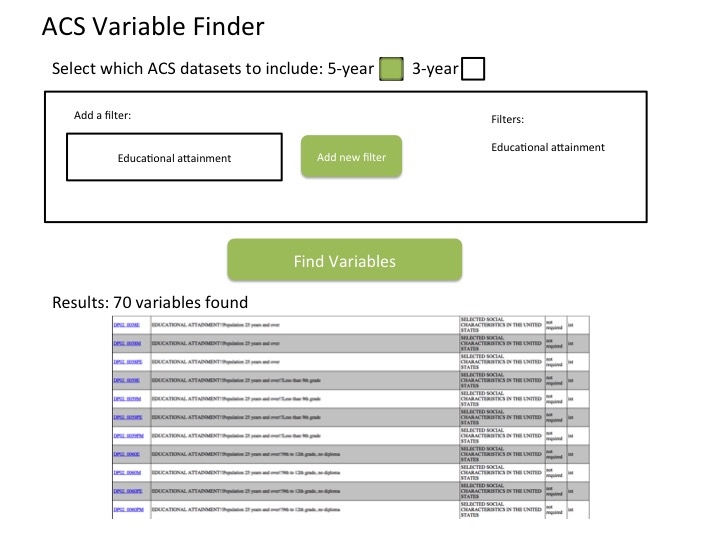 ACS Variable Finder
Select which ACS datasets to include: 5-year 3-year
Add a filter:
Educational attainment
Add new filter
Filters:
Educational attainment
Find Variables
Results: 70 variables found
DP02_0058E EDUCATIONAL ATTAINMENT!!Population 25 years and over SELECTED SOCIAL CHARACTERISTICS IN THE UNITED STATES not required int
DP02_0058M EDUCATIONAL ATTAINMENT!!Population 25 years and over SELECTED SOCIAL CHARACTERISTICS IN THE UNITED STATES not required int
DP02_0058PE EDUCATIONAL ATTAINMENT!!Population 25 years and over SELECTED SOCIAL CHARACTERISTICS IN THE UNITED STATES not required int
DP02_0059E EDUCATIONAL ATTAINMENT!!Population 25 years and over!!Less than 9th grade SELECTED SOCIAL CHARACTERISTICS IN THE UNITED STATES not required int
DP02_0059M EDUCATIONAL ATTAINMENT!!Population 25 years and over!!Less than 9th grade SELECTED SOCIAL CHARACTERISTICS IN THE UNITED STATES not required int
DP02_0059PE EDUCATIONAL ATTAINMENT!!Population 25 years and over!!Less than 9th grade SELECTED SOCIAL CHARACTERISTICS IN THE UNITED STATES not required int
DP02_0059PM EDUCATIONAL ATTAINMENT!!Population 25 years and over!!Less than 9th grade SELECTED SOCIAL CHARACTERISTICS IN THE UNITED STATES not required int
DP02_0060E EDUCATIONAL ATTAINMENT!!Population 25 years and over!!9th to 12th grade, no diploma SELECTED SOCIAL CHARACTERISTICS IN THE UNITED STATES not required int
DP02_0060M EDUCATIONAL ATTAINMENT!!Population 25 years and over!!9th to 12th grade, no diploma SELECTED SOCIAL CHARACTERISTICS IN THE UNITED STATES not required int
DP02_0060PE EDUCATIONAL ATTAINMENT!!Population 25 years and over!!9th to 12th grade, no diploma SELECTED SOCIAL CHARACTERISTICS IN THE UNITED STATES not required int
DP02_0060PM EDUCATIONAL ATTAINMENT!!Population 25 years and over!!9th to 12th grade, no diploma SELECTED SOCIAL CHARACTERISTICS IN THE UNITED STATES not required int